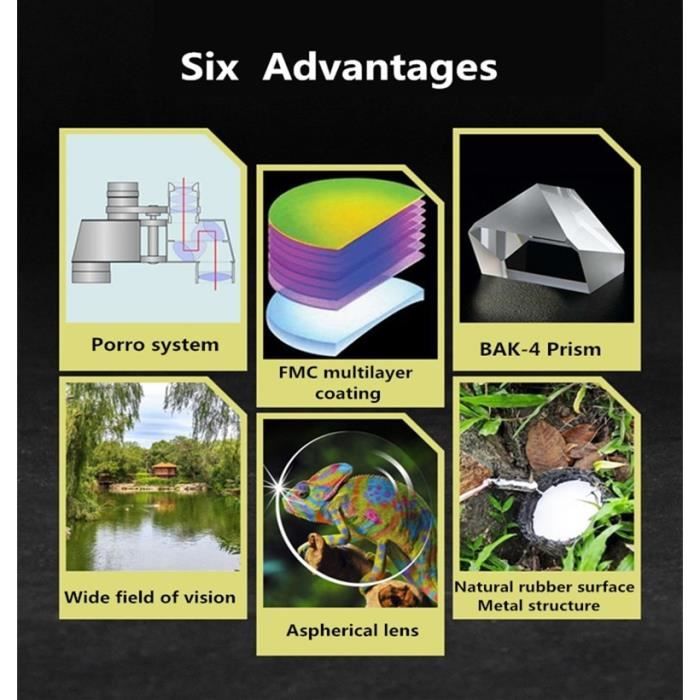 Six Advantages
Porro system
FMC multilayer
coating
BAK-4 Prism
Wide field of vision
Aspherical lens
Natural rubber surface
Metal structure